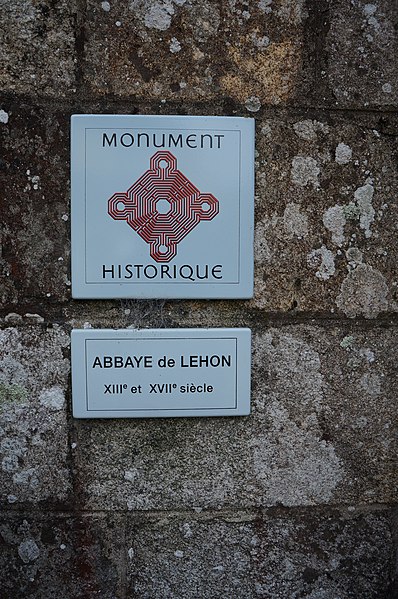 MONUMENT
HISTORIQUE
ABBAYE de LEHON
XIIIᵉ et XVIIᵉ siècle